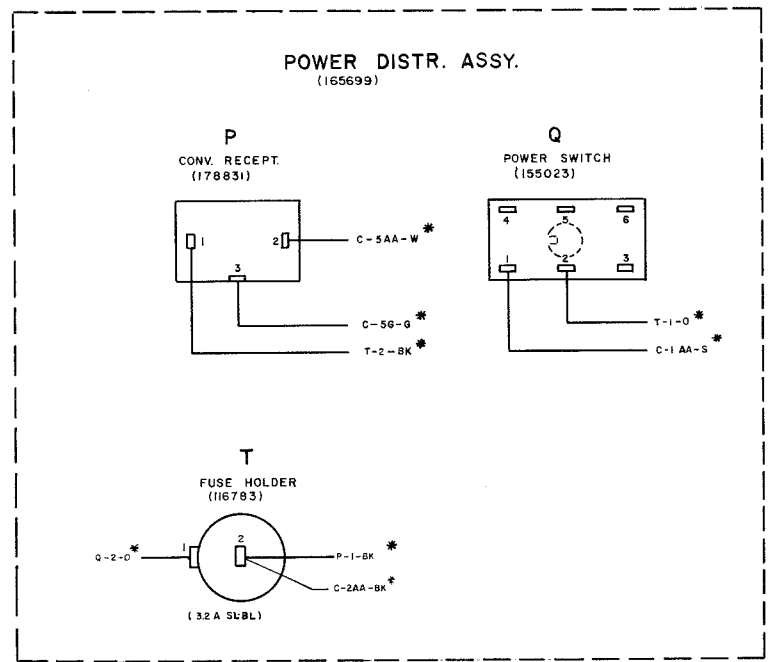 POWER DISTR. ASSY.
(165699)
P
CONV. RECEPT.
(178831)
1
2
3
C-5AA-W*
C-5G-G*
T-2-BK*
Q
POWER SWITCH
(155023)
4
5
6
1
2
3
T-1-O*
C-1AA-S*
T
FUSE HOLDER
(116783)
1
2
Q-2-O*
P-1-BK*
C-2AA-BK*
(3.2A SL-BL)